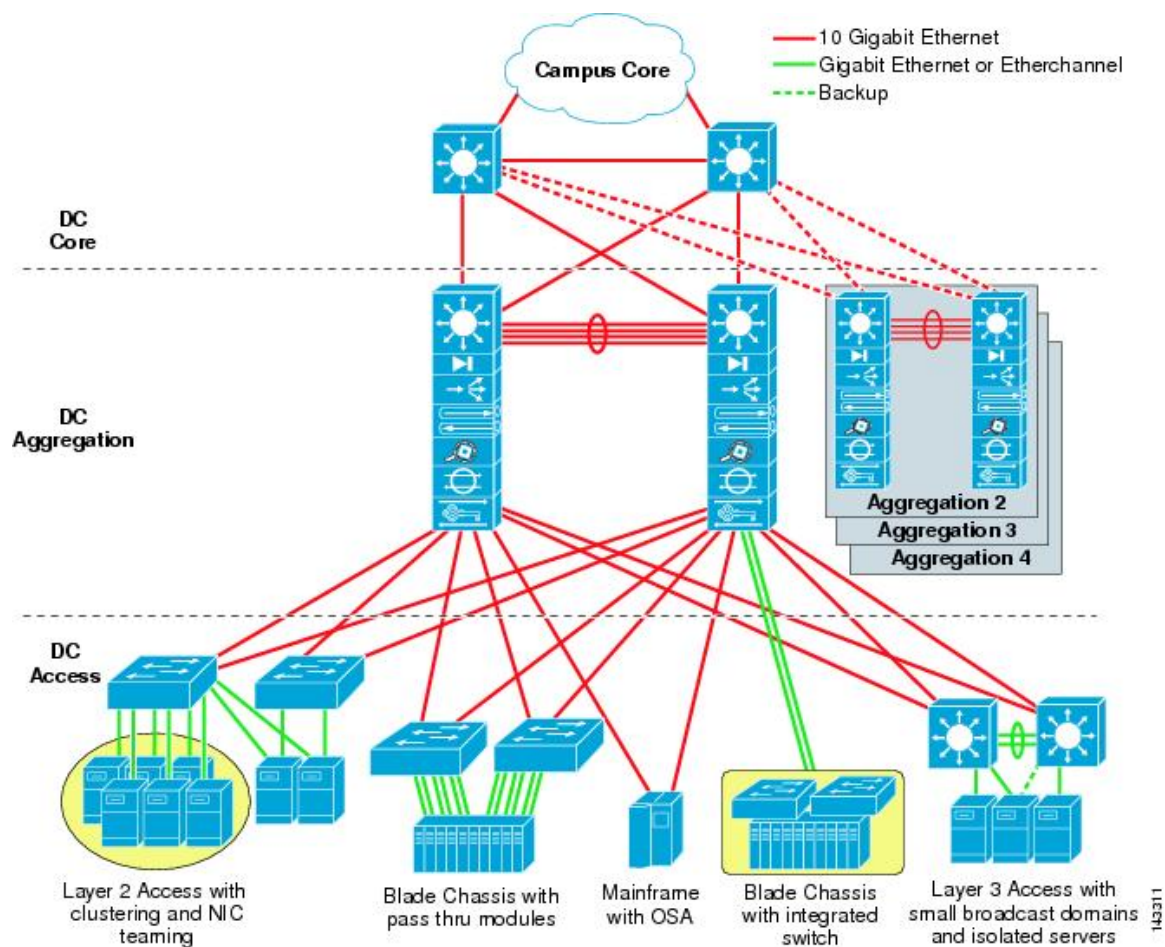 10 Gigabit Ethernet
Gigabit Ethernet or Etherchannel
Backup
Campus Core
DC
Core
DC
Aggregation
Aggregation 2
Aggregation 3
Aggregation 4
DC
Access
Layer 2 Access with
clustering and NIC
teaming
Blade Chassis with
pass thru modules
Mainframe
with OSA
Blade Chassis
with integrated
switch
Layer 3 Access with
small broadcast domains
and isolated servers
143311